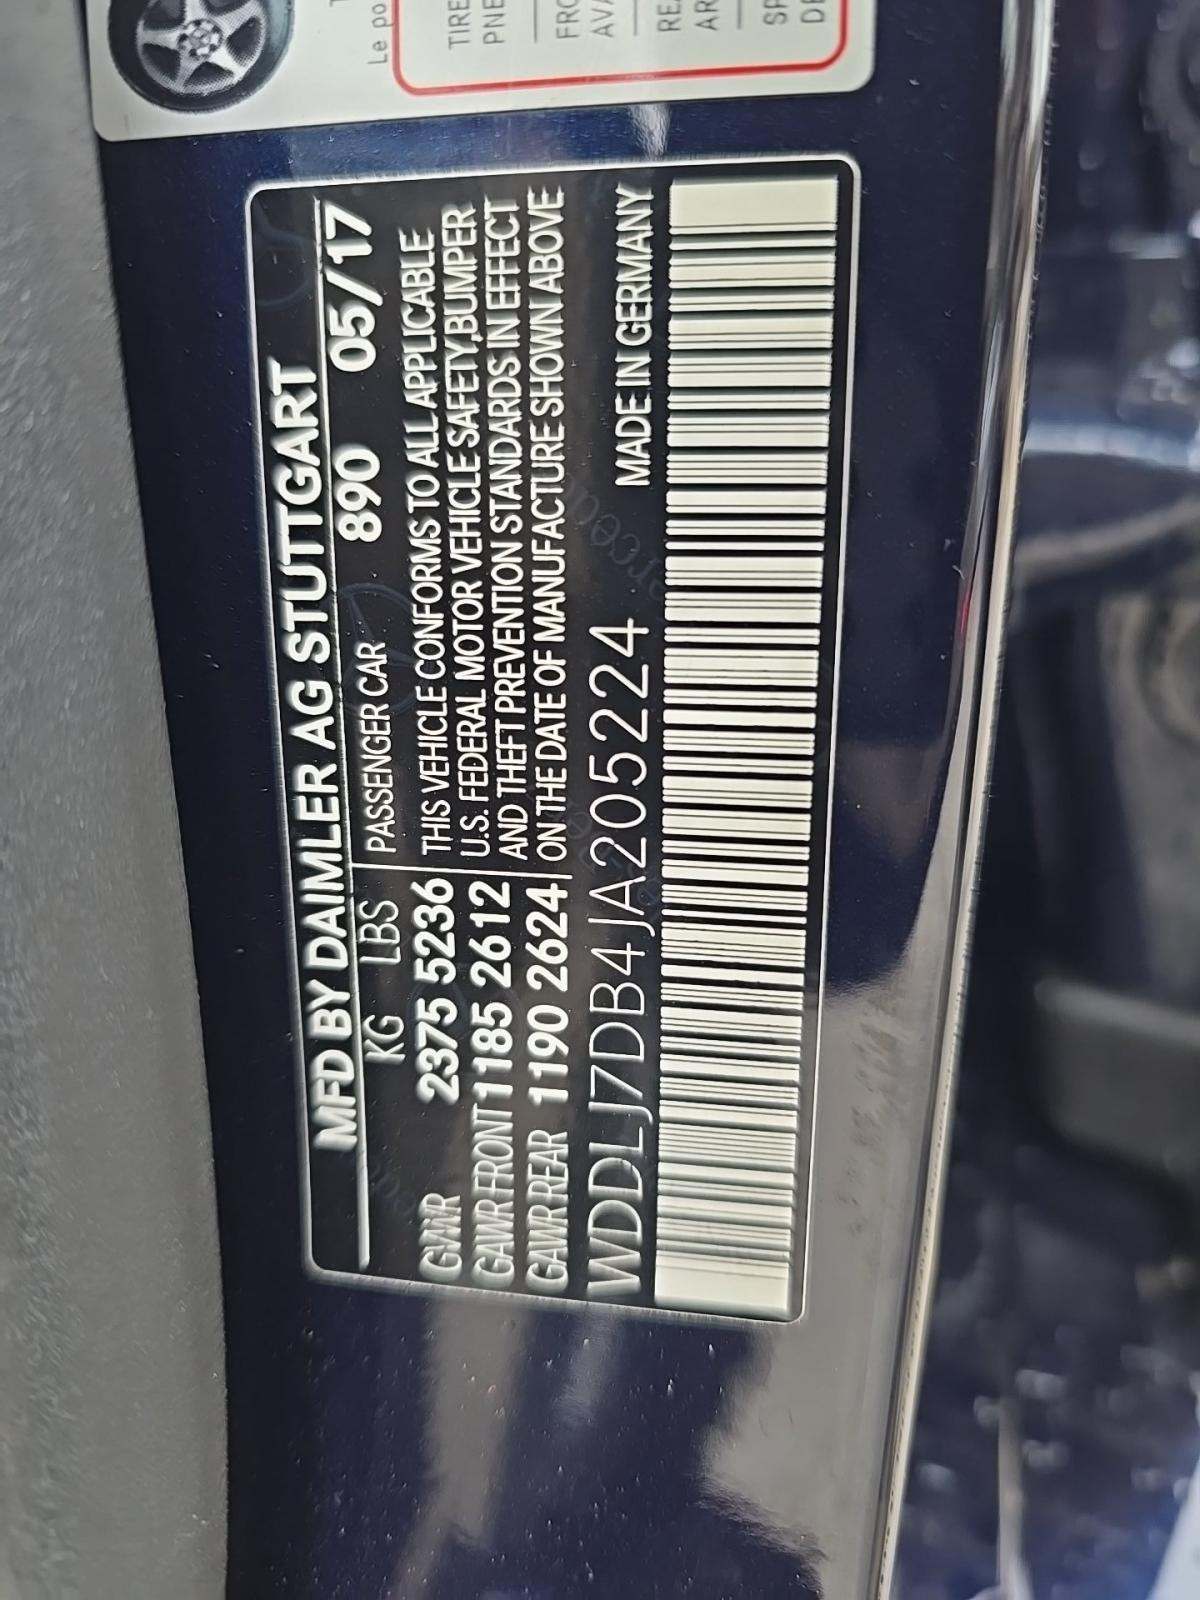 Le po
TIRE
PNE
FRO
AVA
REA
ARR
SP
DE
MFD BY DAIMLER AG STUTTGART
KG LBS PASSENGER CAR 890 05/17
GVWR 2375 5236 THIS VEHICLE CONFORMS TO ALL APPLICABLE
GAWR FRONT 1185 2612 U.S. FEDERAL MOTOR VEHICLE SAFETY,BUMPER
AND THEFT PREVENTION STANDARDS IN EFFECT
GAWR REAR 1190 2624 ON THE DATE OF MANUFACTURE SHOWN ABOVE
WDDLJ7DB4JA205224 MADE IN GERMANY